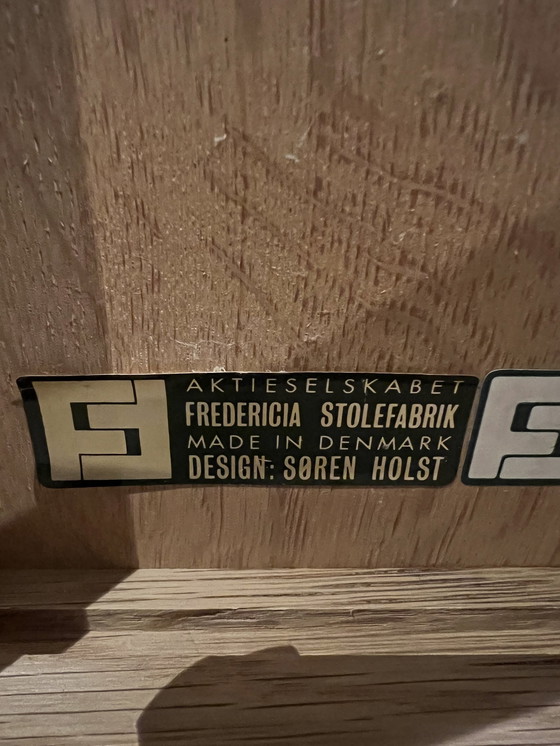 AKTIESELSKABET
FREDERICIA STOLEFABRIK
MADE IN DENMARK
DESIGN: SØREN HOLST